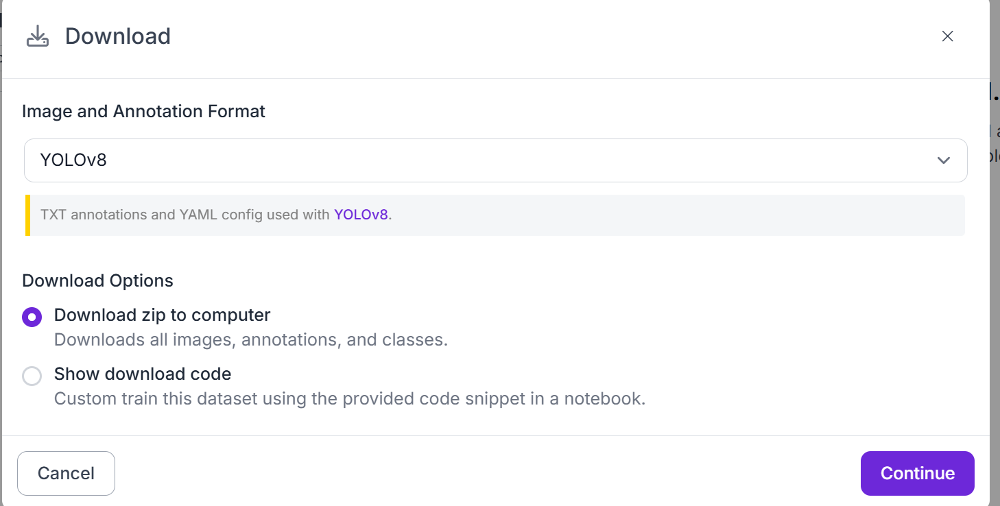 Download
Image and Annotation Format
YOLOv8
TXT annotations and YAML config used with YOLOv8.
Download Options
Download zip to computer
Downloads all images, annotations, and classes.
Show download code
Custom train this dataset using the provided code snippet in a notebook.
Cancel
Continue